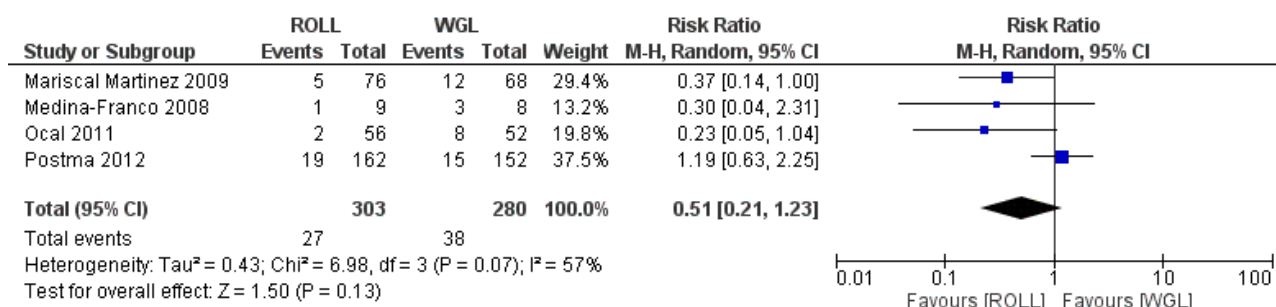 ROLL WGL Risk Ratio Risk Ratio
Study or Subgroup Events Total Events Total Weight M-H, Random, 95% CI M-H, Random, 95% CI
Mariscal Martinez 2009 5 76 12 68 29.4% 0.37 [0.14, 1.00]
Medina-Franco 2008 1 9 3 8 13.2% 0.30 [0.04, 2.31]
Ocal 2011 2 56 8 52 19.8% 0.23 [0.05, 1.04]
Postma 2012 19 162 15 152 37.5% 1.19 [0.63, 2.25]
Total (95% CI) 303 280 100.0% 0.51 [0.21, 1.23]
Total events 27 38
Heterogeneity: Tau² = 0.43; Chi² = 6.98, df = 3 (P = 0.07); I² = 57%
Test for overall effect: Z = 1.50 (P = 0.13)
0.01 0.1 1 10 100
Favours [ROLL] Favours [WGL]